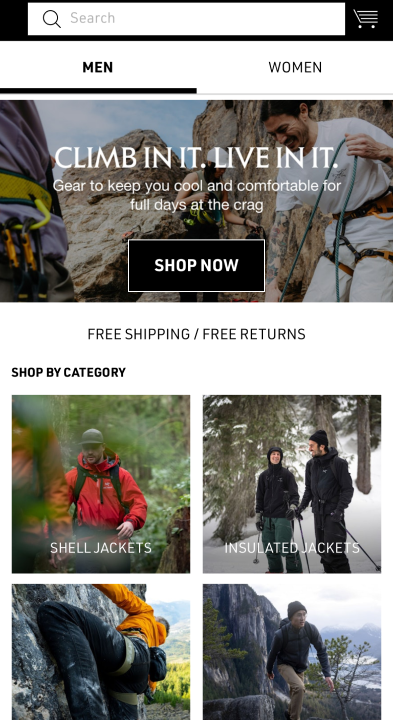 Search
MEN
WOMEN
CLIMB IN IT. LIVE IN IT.
Gear to keep you cool and comfortable for
full days at the crag
SHOP NOW
FREE SHIPPING / FREE RETURNS
SHOP BY CATEGORY
SHELL JACKETS
INSULATED JACKETS